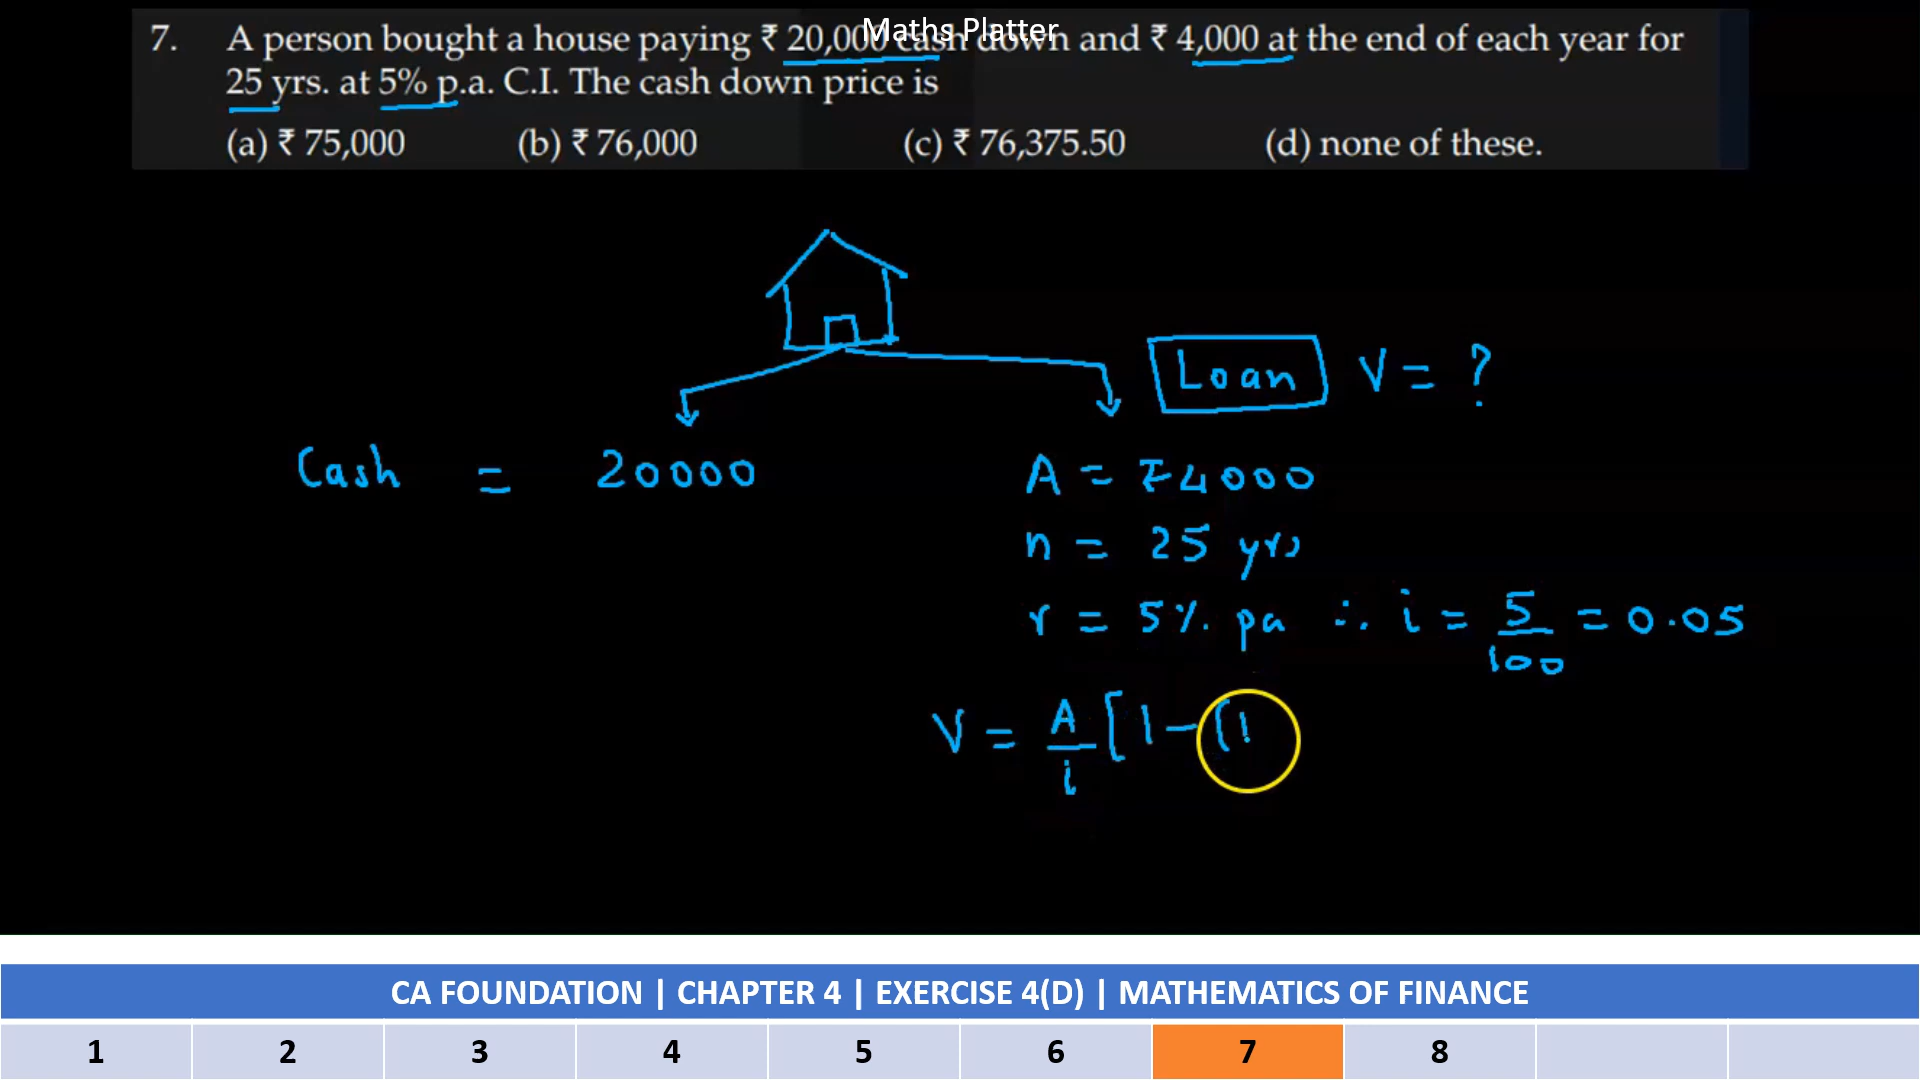 Maths Platter
7. A person bought a house paying ₹ 20,000 cash down and ₹ 4,000 at the end of each year for
25 yrs. at 5% p.a. C.I. The cash down price is
(a) ₹ 75,000 (b) ₹ 76,000 (c) ₹ 76,375.50 (d) none of these.
Loan V = ?
Cash = 20000
A = ₹4000
n = 25 yrs
r = 5% pa ∴ i = 5/100 = 0.05
V = A/i [1 - (1
CA FOUNDATION | CHAPTER 4 | EXERCISE 4(D) | MATHEMATICS OF FINANCE
1 2 3 4 5 6 7 8